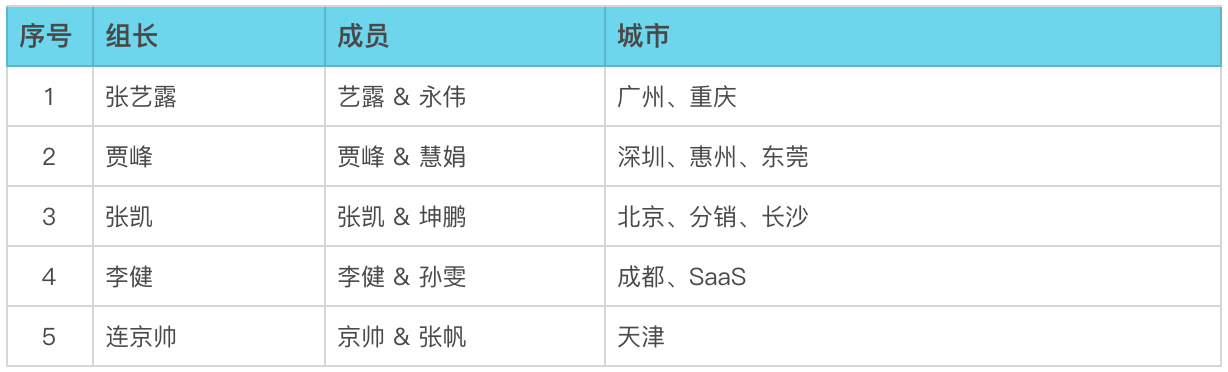 序号 组长 成员 城市
1 张艺露 艺露 & 永伟 广州、重庆
2 贾峰 贾峰 & 慧娟 深圳、惠州、东莞
3 张凯 张凯 & 坤鹏 北京、分销、长沙
4 李健 李健 & 孙雯 成都、SaaS
5 连京帅 京帅 & 张帆 天津